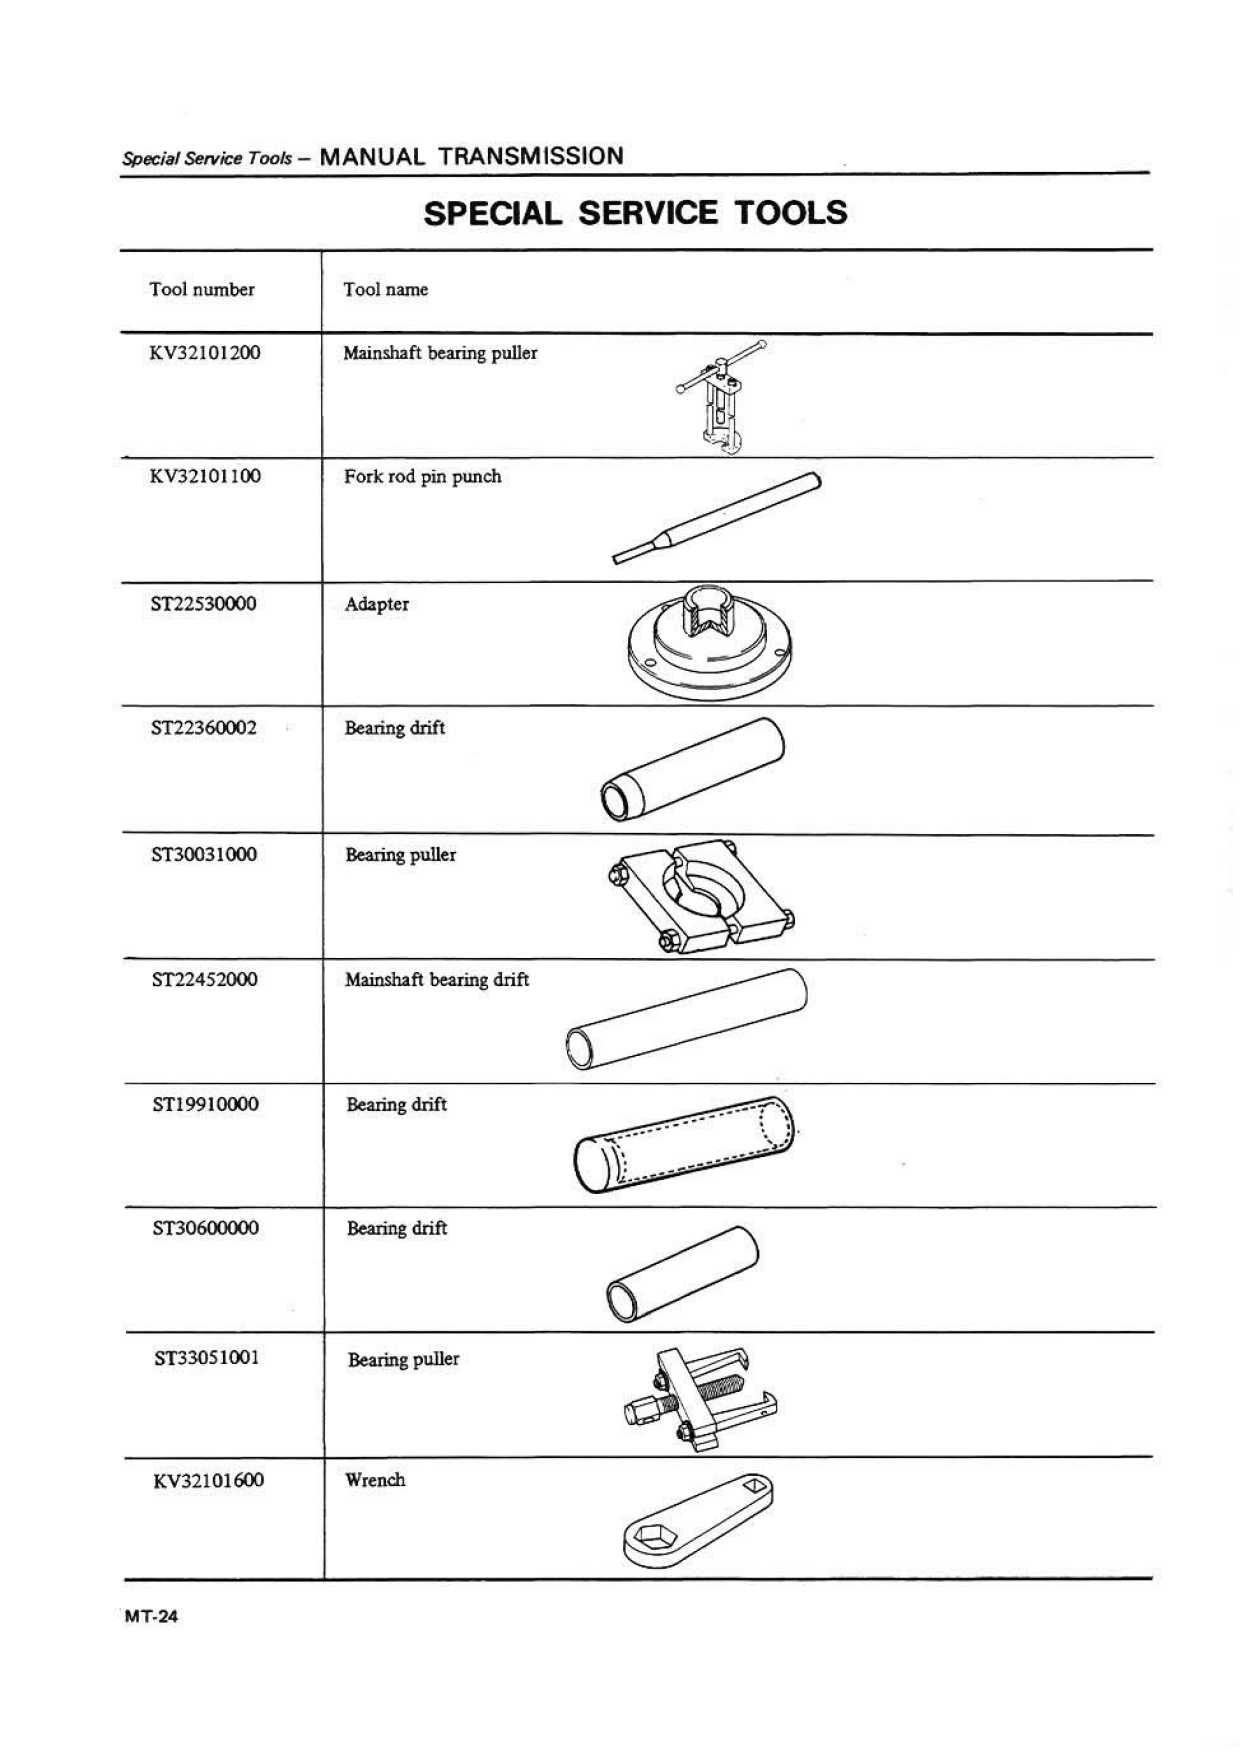 Special Service Tools – MANUAL TRANSMISSION
SPECIAL SERVICE TOOLS
Tool number Tool name
KV32101200 Mainshaft bearing puller
KV32101100 Fork rod pin punch
ST22530000 Adapter
ST22360002 Bearing drift
ST30031000 Bearing puller
ST22452000 Mainshaft bearing drift
ST19910000 Bearing drift
ST30600000 Bearing drift
ST33051001 Bearing puller
KV32101600 Wrench
MT-24